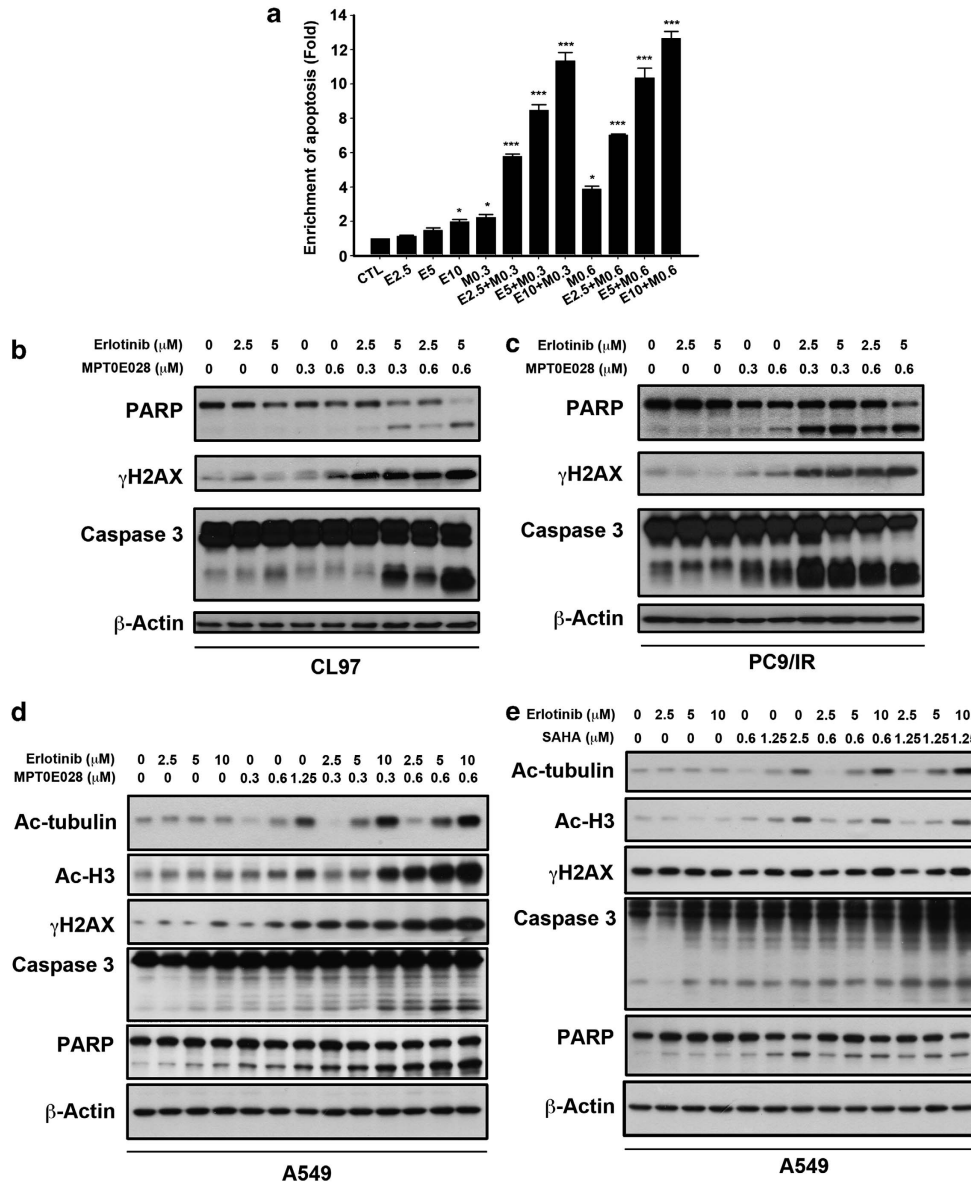 a
Enrichment of apoptosis (Fold)
14
12
10
8
6
4
2
0
* * *** *** *** * *** *** ***
CTL E2.5 E5 E10 M0.3 E2.5+M0.3 E5+M0.3 E10+M0.3 M0.6 E2.5+M0.6 E5+M0.6 E10+M0.6
b
Erlotinib (μM) 0 2.5 5 0 0 2.5 5 2.5 5
MPT0E028 (μM) 0 0 0 0.3 0.6 0.3 0.3 0.6 0.6
PARP
γH2AX
Caspase 3
β-Actin
CL97
c
Erlotinib (μM) 0 2.5 5 0 0 2.5 5 2.5 5
MPT0E028 (μM) 0 0 0 0.3 0.6 0.3 0.3 0.6 0.6
PARP
γH2AX
Caspase 3
β-Actin
PC9/IR
d
Erlotinib (μM) 0 2.5 5 10 0 0 0 2.5 5 10 2.5 5 10
MPT0E028 (μM) 0 0 0 0 0.3 0.6 1.25 0.3 0.3 0.3 0.6 0.6 0.6
Ac-tubulin
Ac-H3
γH2AX
Caspase 3
PARP
β-Actin
A549
e
Erlotinib (μM) 0 2.5 5 10 0 0 0 2.5 5 10 2.5 5 10
SAHA (μM) 0 0 0 0 0.6 1.25 2.5 0.6 0.6 0.6 1.25 1.25 1.25
Ac-tubulin
Ac-H3
γH2AX
Caspase 3
PARP
β-Actin
A549